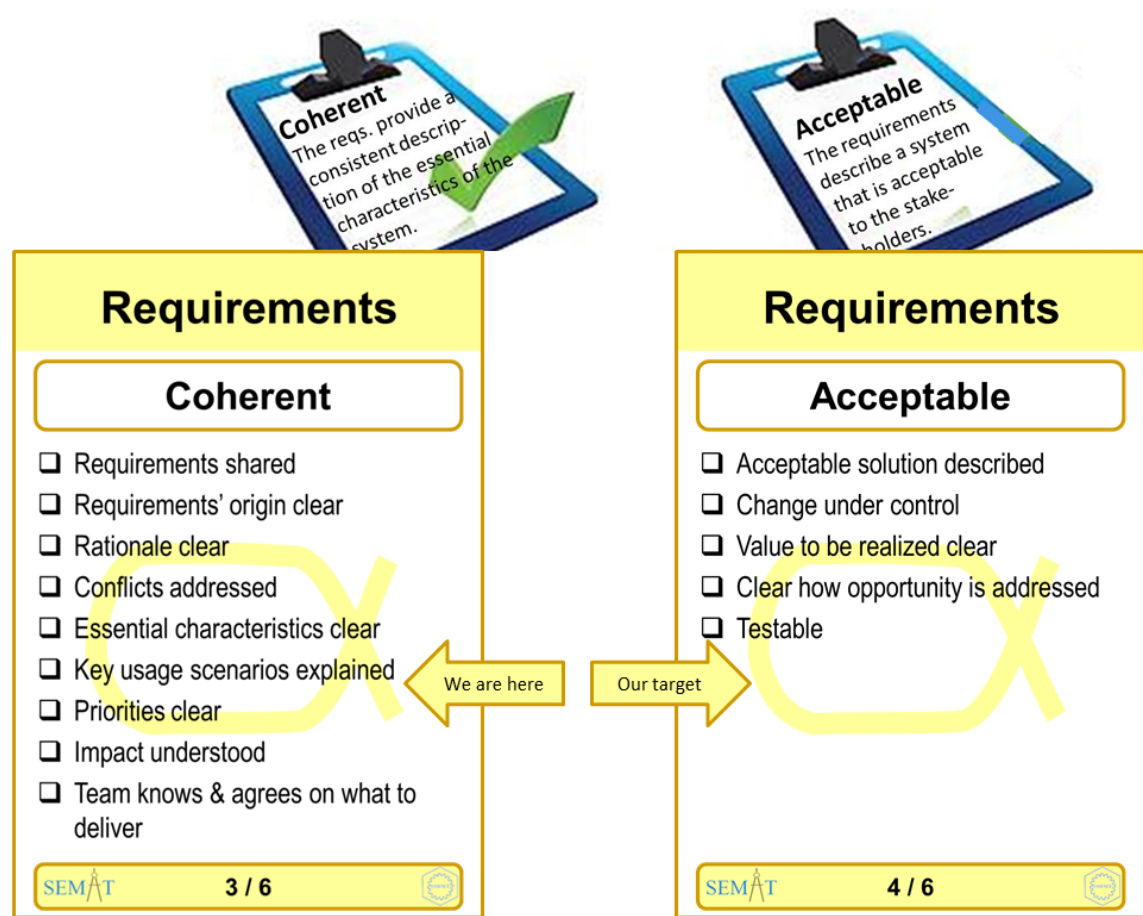 Coherent
The reqs. provide a
consistent descrip-
tion of the essential
characteristics of the
system.
Acceptable
The requirements
describe a system
that is acceptable
to the stake-
holders.
Requirements
Coherent
Requirements shared
Requirements' origin clear
Rationale clear
Conflicts addressed
Essential characteristics clear
Key usage scenarios explained
Priorities clear
Impact understood
Team knows & agrees on what to
deliver
SEMAT
3 / 6
We are here
Our target
Requirements
Acceptable
Acceptable solution described
Change under control
Value to be realized clear
Clear how opportunity is addressed
Testable
SEMAT
4 / 6